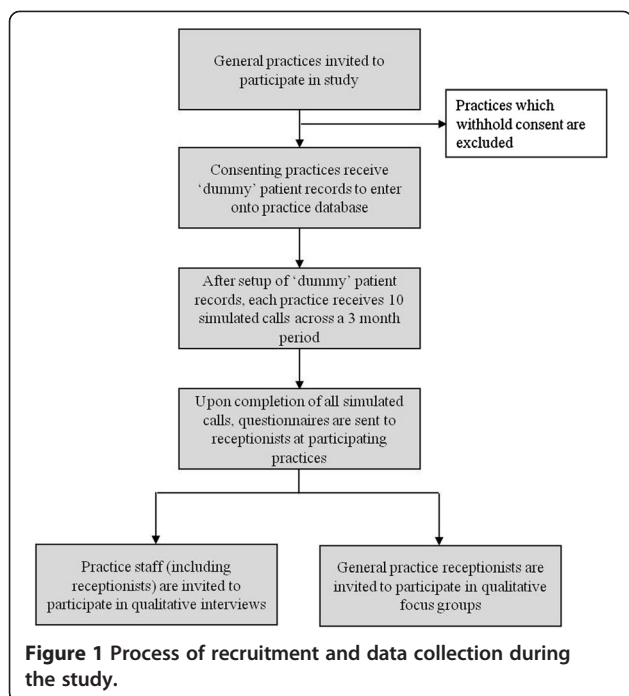 General practices invited to
participate in study
Practices which
withhold consent are
excluded
Consenting practices receive
‘dummy’ patient records to enter
onto practice database
After setup of ‘dummy’ patient
records, each practice receives 10
simulated calls across a 3 month
period
Upon completion of all simulated
calls, questionnaires are sent to
receptionists at participating
practices
Practice staff (including
receptionists) are invited to
participate in qualitative interviews
General practice receptionists are
invited to participate in qualitative
focus groups
Figure 1 Process of recruitment and data collection during
the study.